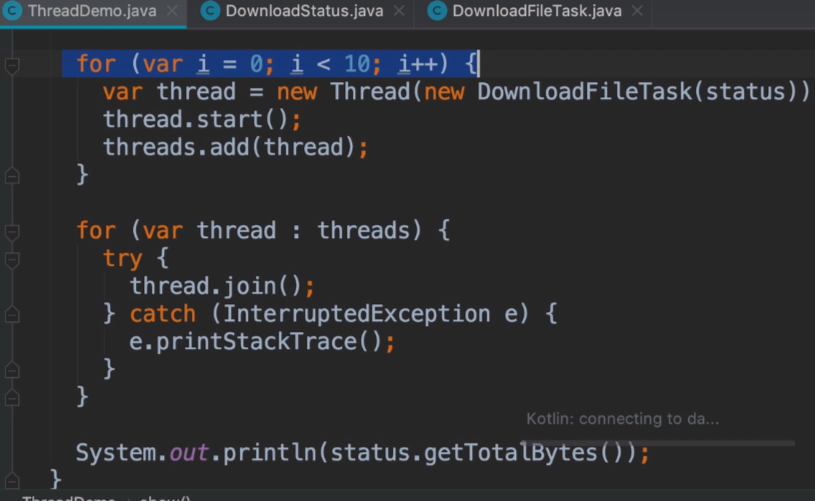 ThreadDemo.java DownloadStatus.java DownloadFileTask.java
for (var i = 0; i < 10; i++) {
var thread = new Thread(new DownloadFileTask(status))
thread.start();
threads.add(thread);
}
for (var thread : threads) {
try {
thread.join();
} catch (InterruptedException e) {
e.printStackTrace();
}
}
Kotlin: connecting to da...
System.out.println(status.getTotalBytes());
}
ThreadDemo show()